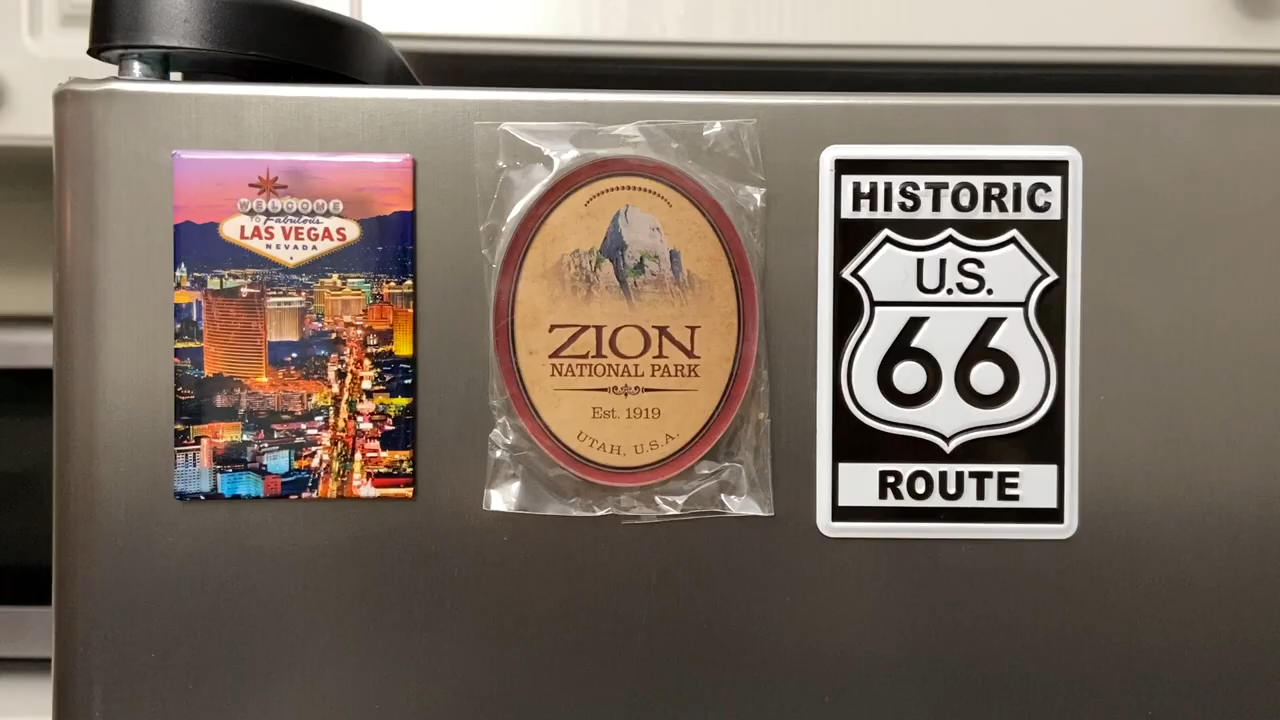 WELCOME
TO Fabulous
LAS VEGAS
NEVADA
ZION
NATIONAL PARK
Est. 1919
UTAH, U.S.A.
HISTORIC
U.S.
66
ROUTE